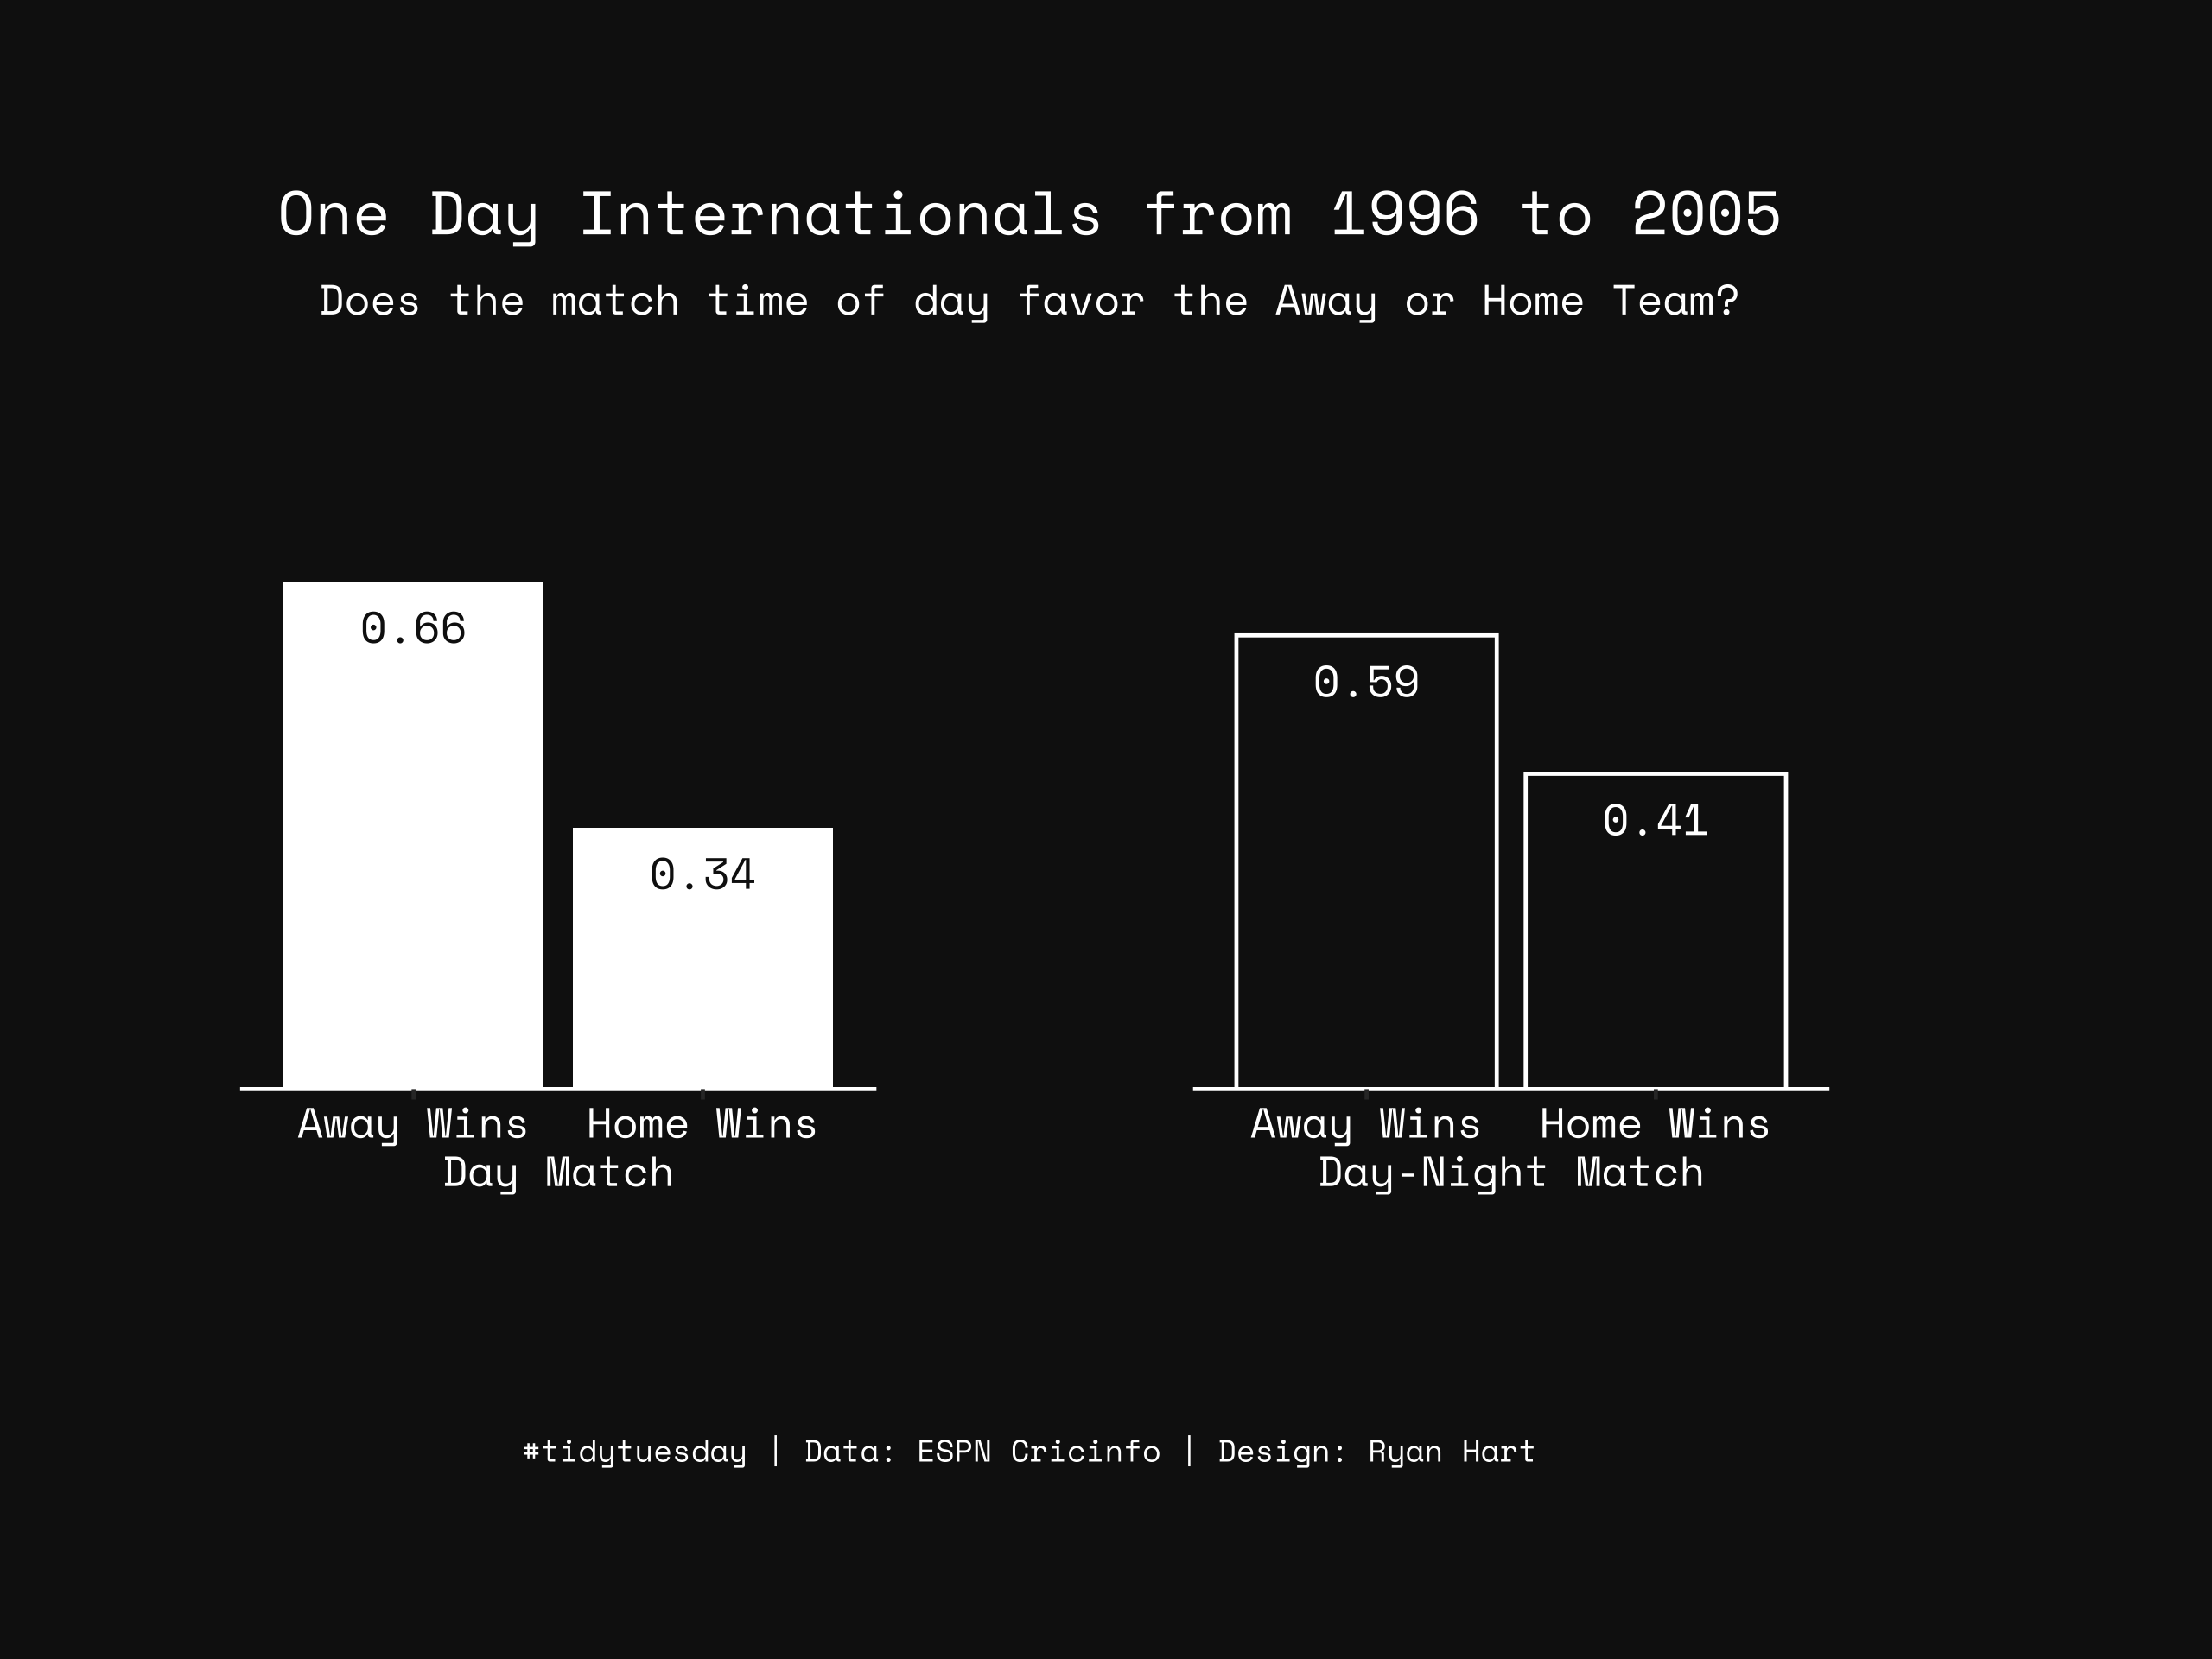 One Day Internationals from 1996 to 2005
Does the match time of day favor the Away or Home Team?
0.66
0.34
Away Wins Home Wins
Day Match
0.59
0.41
Away Wins Home Wins
Day-Night Match
#tidytuesday | Data: ESPN Cricinfo | Design: Ryan Hart